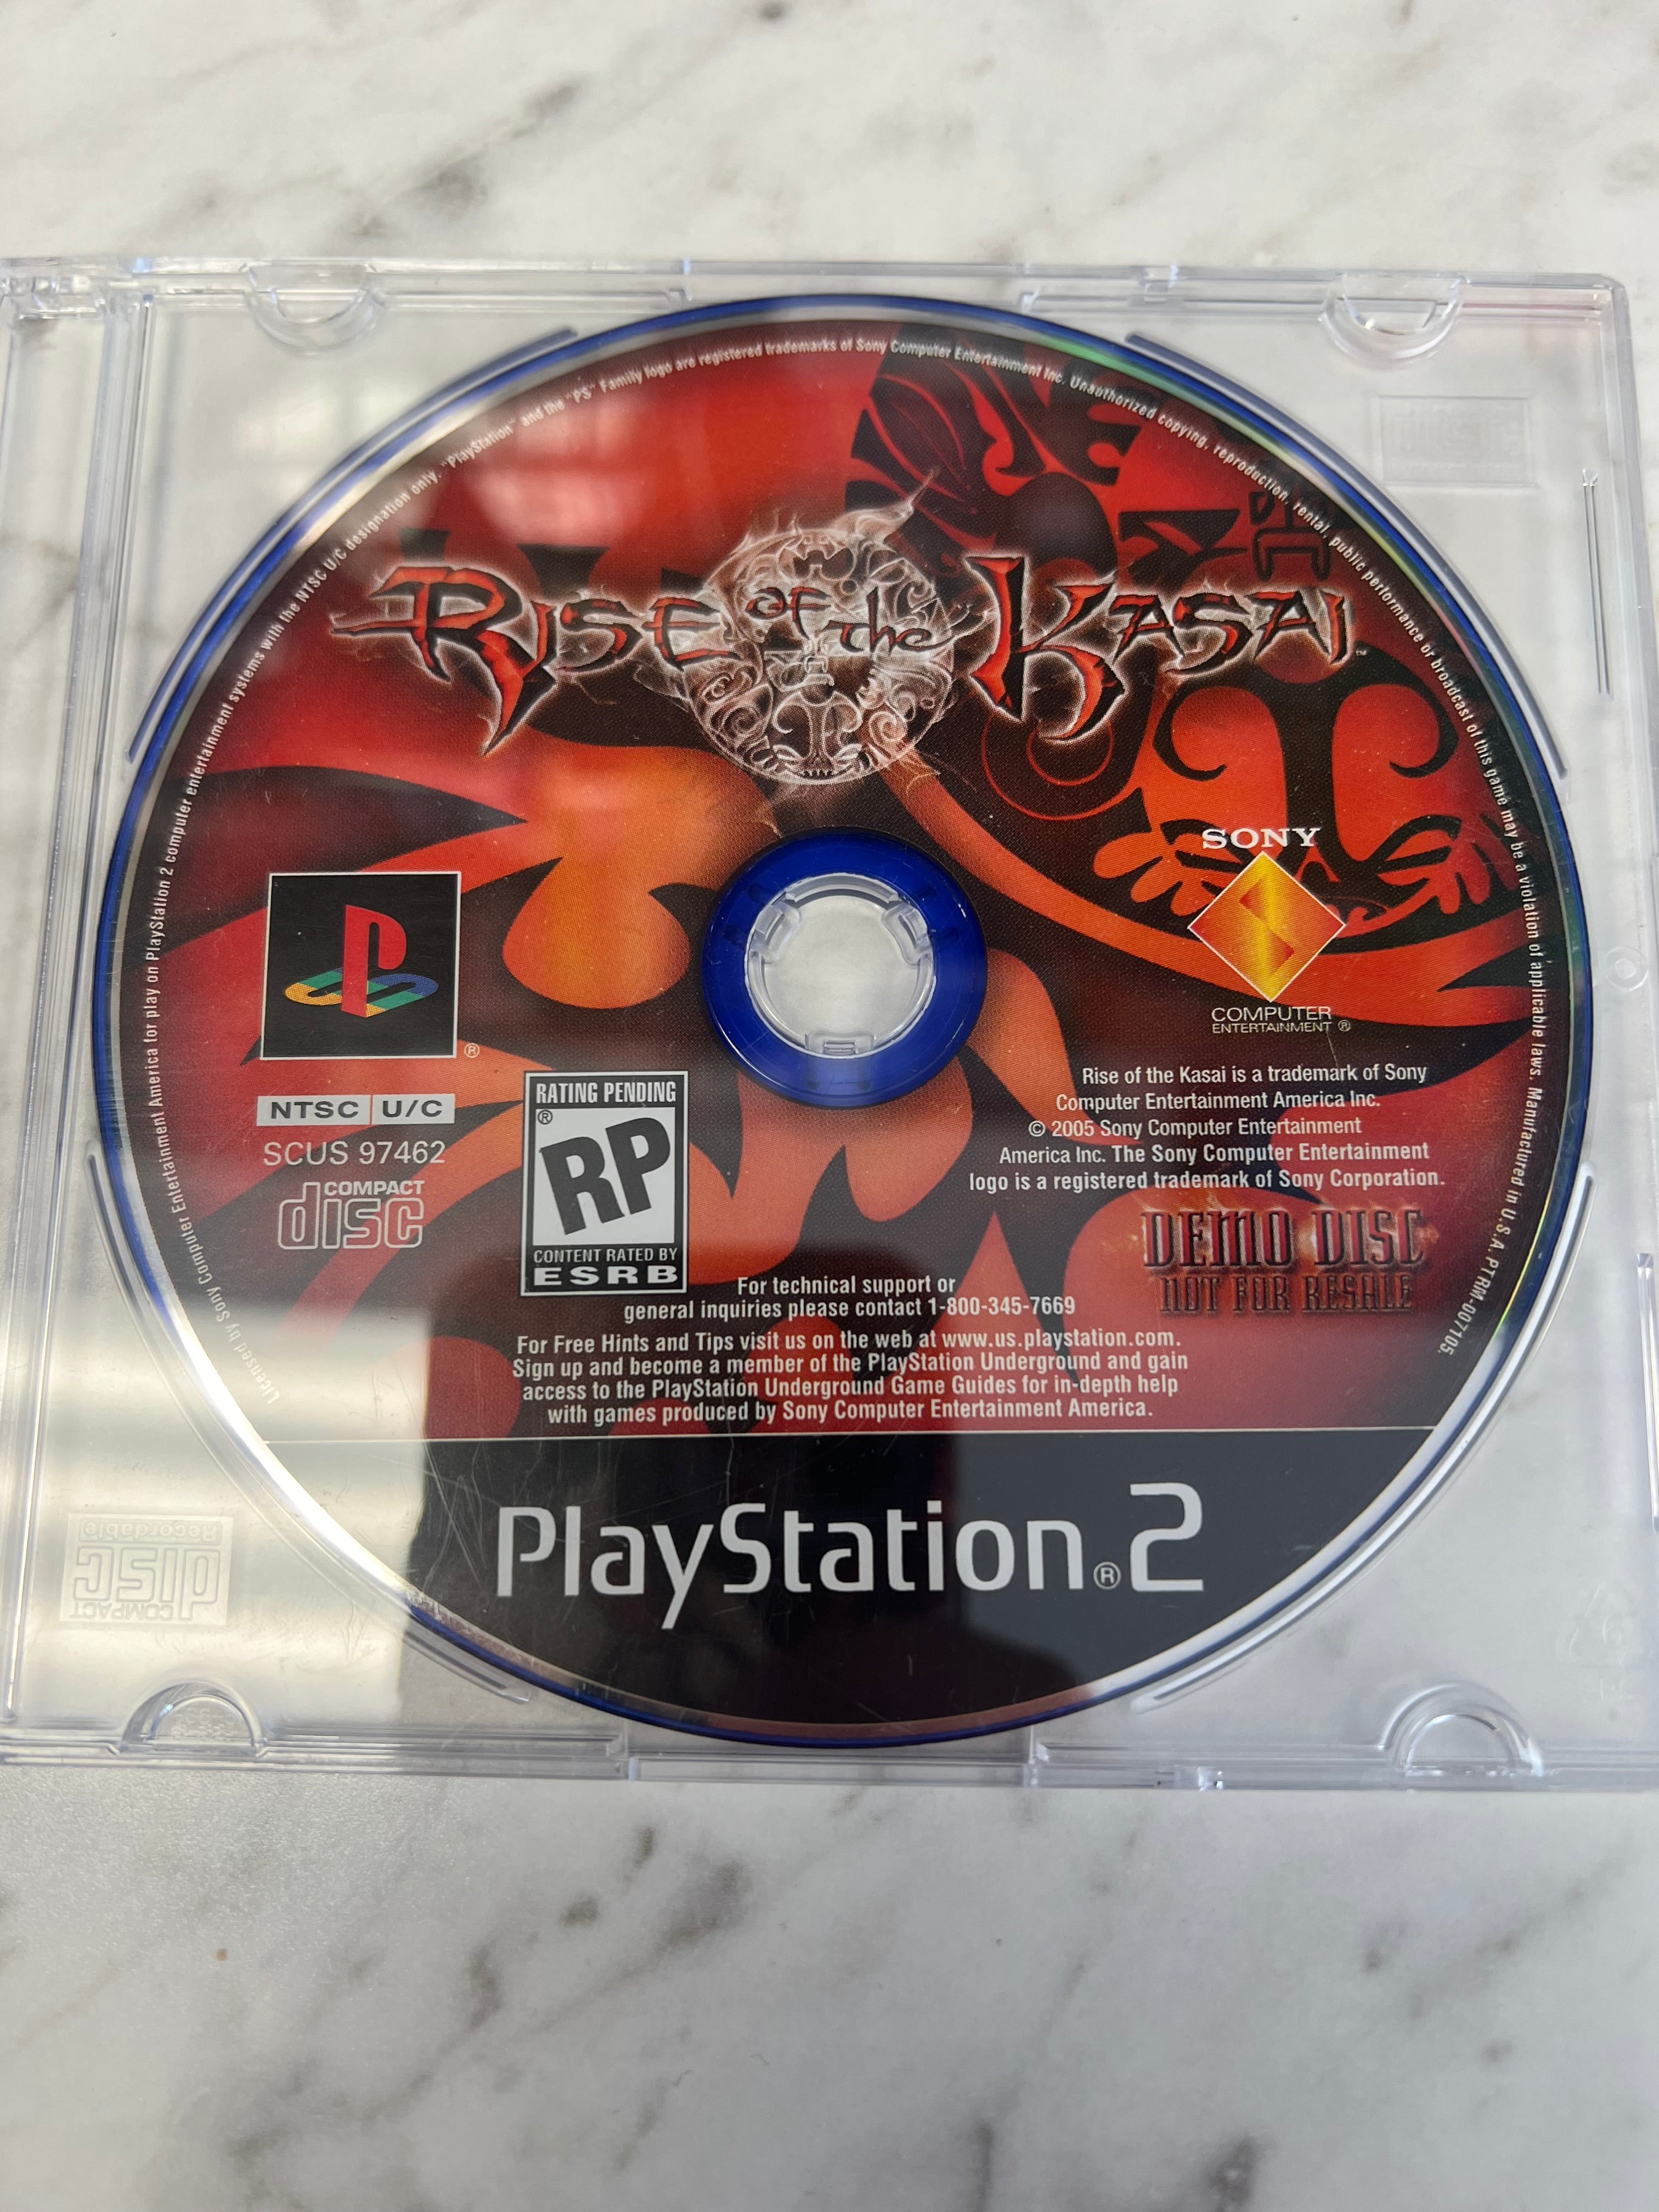 Licensed by Sony Computer Entertainment America for play on PlayStation 2 computer entertainment systems with the NTSC U/C designation only. "PlayStation" and the "PS" Family logo are registered trademarks of Sony Computer Entertainment Inc. Unauthorized copying, reproduction, rental, public performance or broadcast of this game may be a violation of applicable laws. Manufactured in U.S.A. PTRM-007105.
RISE OF the KASAI™
SONY
COMPUTER
ENTERTAINMENT ®
®
NTSC U/C
SCUS 97462
COMPACT
disc
RATING PENDING
®
RP
CONTENT RATED BY
ESRB
Rise of the Kasai is a trademark of Sony
Computer Entertainment America Inc.
© 2005 Sony Computer Entertainment
America Inc. The Sony Computer Entertainment
logo is a registered trademark of Sony Corporation.
DEMO DISC
NOT FOR RESALE
For technical support or
general inquiries please contact 1-800-345-7669
For Free Hints and Tips visit us on the web at www.us.playstation.com.
Sign up and become a member of the PlayStation Underground and gain
access to the PlayStation Underground Game Guides for in-depth help
with games produced by Sony Computer Entertainment America.
PlayStation®2
COMPACT
disc
Recordable